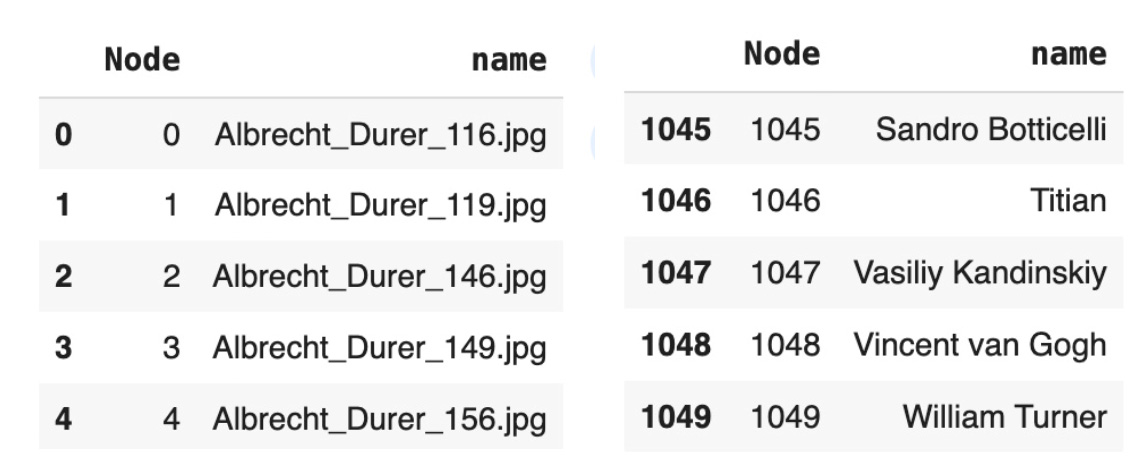 Node name
0 0 Albrecht_Durer_116.jpg
1 1 Albrecht_Durer_119.jpg
2 2 Albrecht_Durer_146.jpg
3 3 Albrecht_Durer_149.jpg
4 4 Albrecht_Durer_156.jpg
Node name
1045 1045 Sandro Botticelli
1046 1046 Titian
1047 1047 Vasiliy Kandinskiy
1048 1048 Vincent van Gogh
1049 1049 William Turner